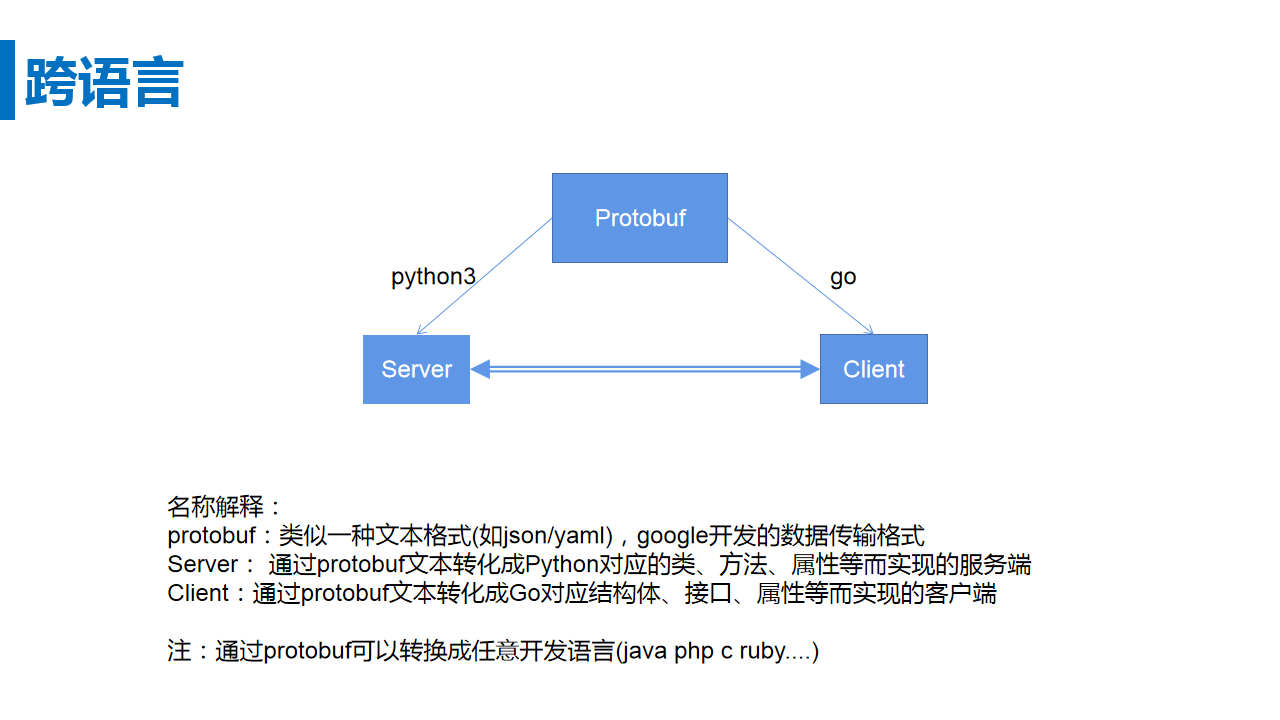 跨语言
Protobuf
python3
go
Server
Client
名称解释：
protobuf：类似一种文本格式(如json/yaml)，google开发的数据传输格式
Server： 通过protobuf文本转化成Python对应的类、方法、属性等而实现的服务端
Client：通过protobuf文本转化成Go对应结构体、接口、属性等而实现的客户端
注：通过protobuf可以转换成任意开发语言(java php c ruby....)